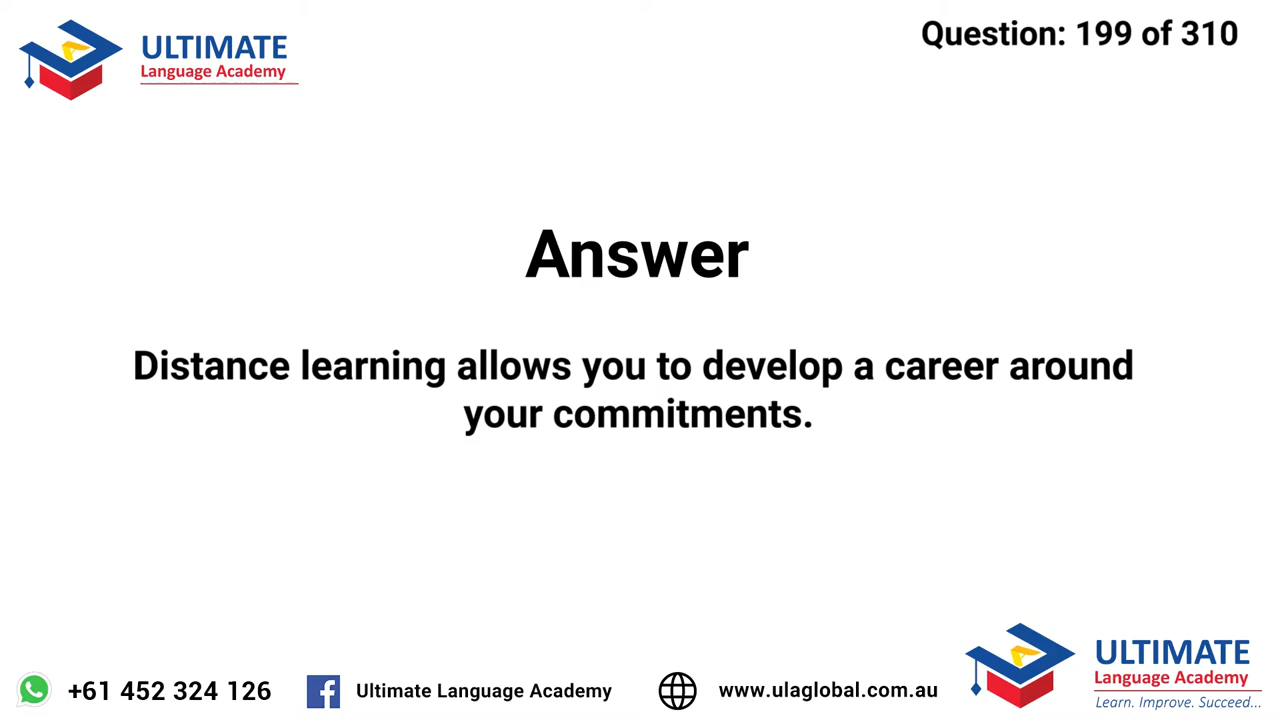 ULTIMATE
Language Academy
Question: 199 of 310
Answer
Distance learning allows you to develop a career around
your commitments.
+61 452 324 126
Ultimate Language Academy
www.ulaglobal.com.au
ULTIMATE
Language Academy
Learn. Improve. Succeed...